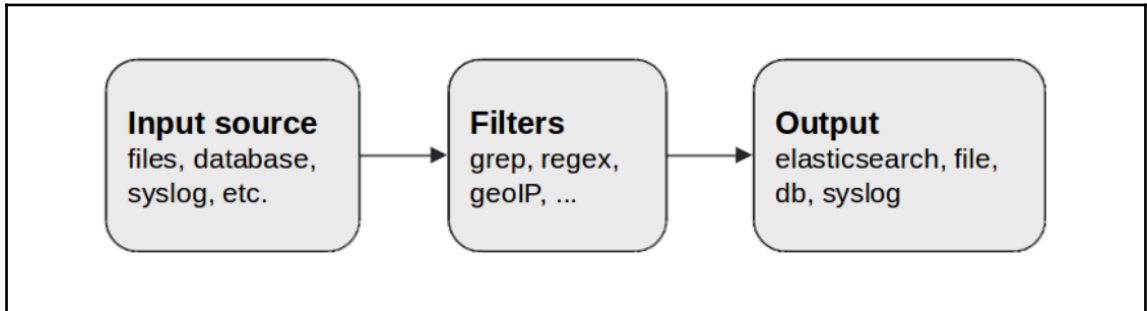 Input source
files, database,
syslog, etc.
Filters
grep, regex,
geoIP, ...
Output
elasticsearch, file,
db, syslog